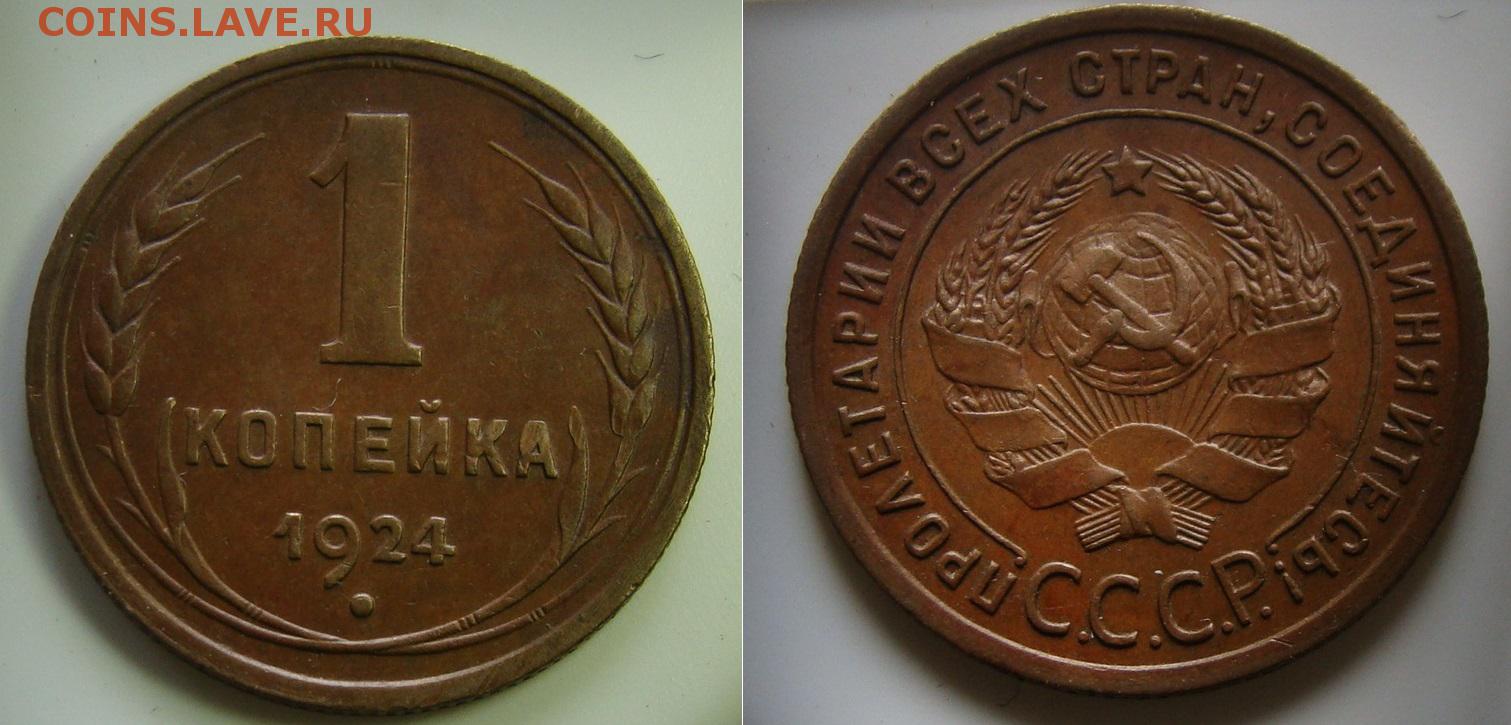 COINS.LAVE.RU
1
КОПЕЙКА
1924
ПРОЛЕТАРИИ ВСЕХ СТРАН, СОЕДИНЯЙТЕСЬ!
С.С.С.Р.